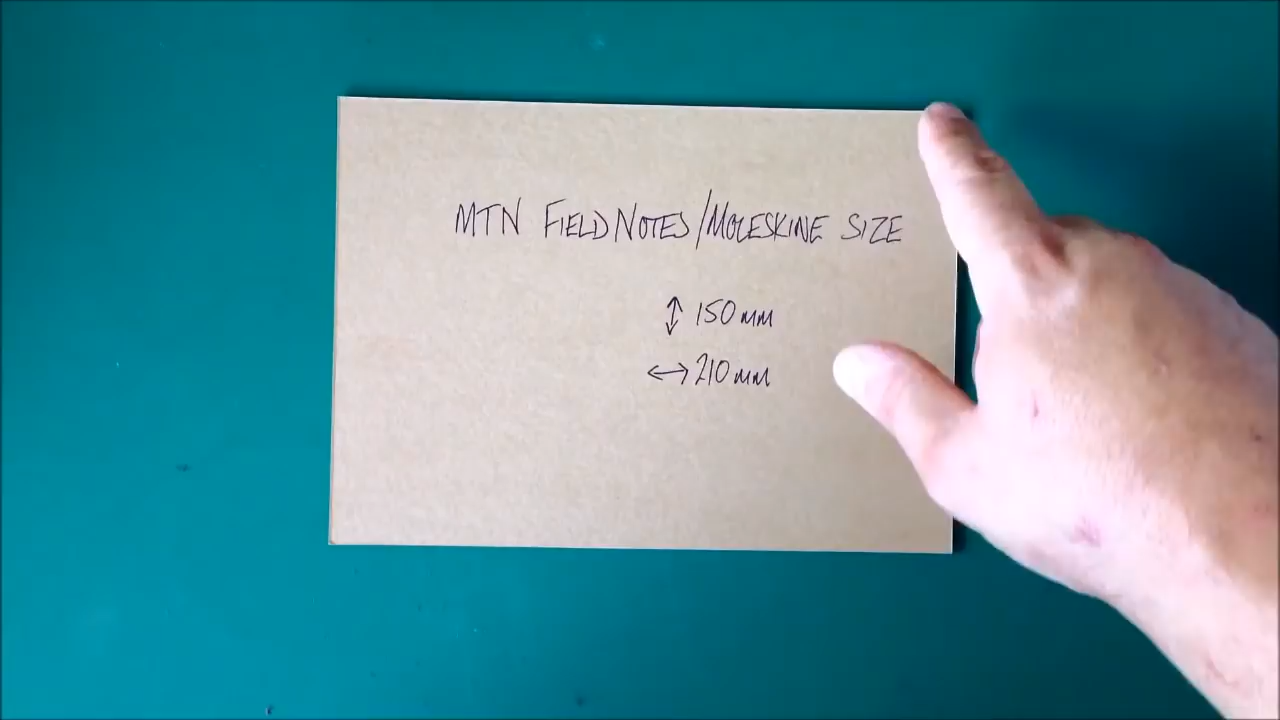 MTN FIELDNOTES/MOLESKINE SIZE
↕ 150mm
↔ 210mm